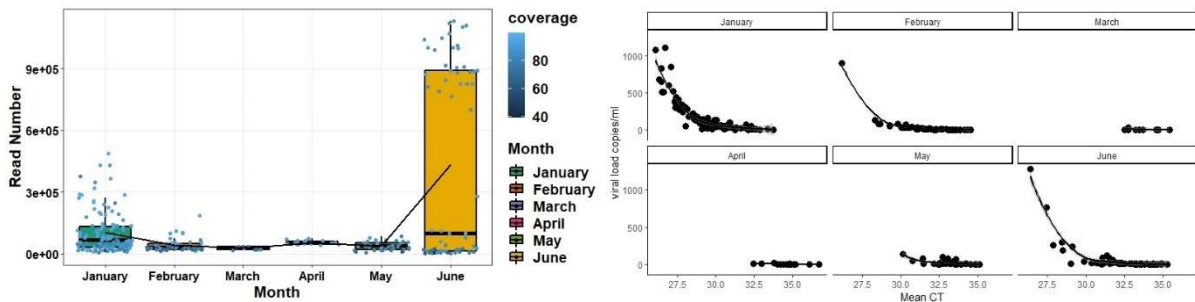 coverage
80
60
40
Month
January
February
March
April
May
June
Read Number
9e+05
6e+05
3e+05
0e+00
January February March April May June
Month
January February March
1000
500
0
April May June
1000
500
0
viral load copies/ml
27.5 30.0 32.5 35.0 27.5 30.0 32.5 35.0 27.5 30.0 32.5 35.0
Mean CT